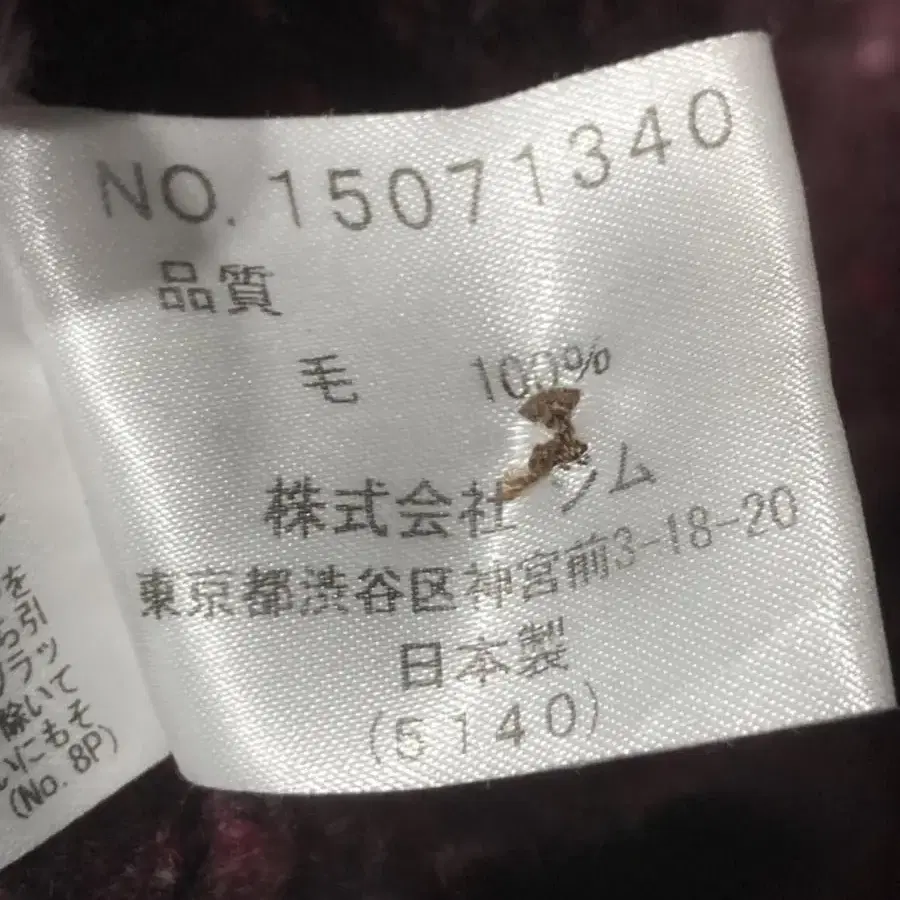 NO. 15071340
品質
毛 100%
株式会社 ム
東京都渋谷区神宮前3-18-20
日本製
(5140)
を
ら引
ラッ
除いて
いにもそ
(No. 8P)